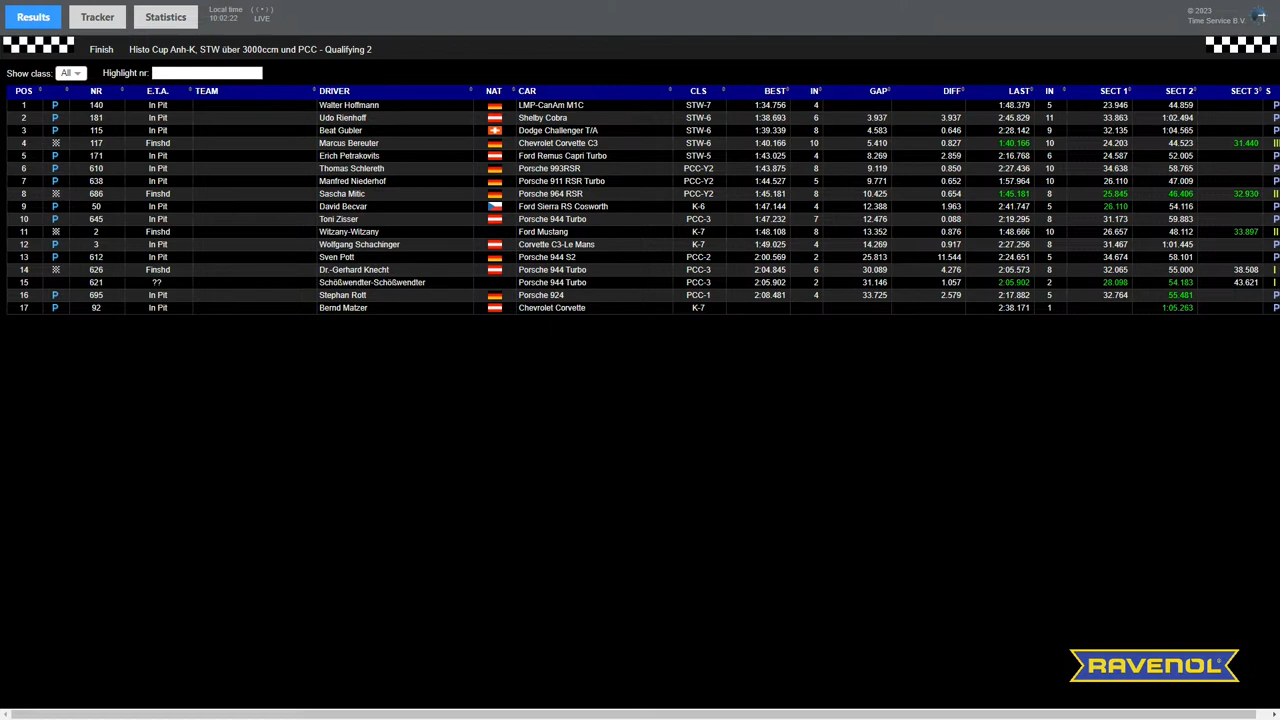 Results Tracker Statistics Local time ((•)) © 2023
10:02:22 LIVE Time Service B.V.
Finish Histo Cup Anh-K, STW über 3000ccm und PCC - Qualifying 2
Show class: All Highlight nr:
POS NR E.T.A. TEAM DRIVER NAT CAR CLS BEST IN GAP DIFF LAST IN SECT 1 SECT 2 SECT 3 S
1 P 140 In Pit Walter Hoffmann LMP-CanAm M1C STW-7 1:34.756 4 1:48.379 5 23.946 44.859 P
2 P 181 In Pit Udo Rienhoff Shelby Cobra STW-6 1:38.693 6 3.937 3.937 2:45.829 11 33.863 1:02.494 P
3 P 115 In Pit Beat Gubler Dodge Challenger T/A STW-6 1:39.339 8 4.583 0.646 2:28.142 9 32.135 1:04.565 P
4 117 Finshd Marcus Bereuter Chevrolet Corvette C3 STW-6 1:40.166 10 5.410 0.827 1:40.166 10 24.203 44.523 31.440
5 P 171 In Pit Erich Petrakovits Ford Remus Capri Turbo STW-5 1:43.025 4 8.269 2.859 2:16.768 6 24.587 52.005 P
6 P 610 In Pit Thomas Schlereth Porsche 993RSR PCC-Y2 1:43.875 8 9.119 0.850 2:27.436 10 34.638 58.765 P
7 P 638 In Pit Manfred Niederhof Porsche 911 RSR Turbo PCC-Y2 1:44.527 5 9.771 0.652 1:57.964 10 26.110 47.009 P
8 686 Finshd Sascha Mitic Porsche 964 RSR PCC-Y2 1:45.181 8 10.425 0.654 1:45.181 8 25.845 46.406 32.930
9 P 50 In Pit David Becvar Ford Sierra RS Cosworth K-6 1:47.144 4 12.388 1.963 2:41.747 5 26.110 54.116 P
10 P 645 In Pit Toni Zisser Porsche 944 Turbo PCC-3 1:47.232 7 12.476 0.088 2:19.295 8 31.173 59.883 P
11 2 Finshd Witzany-Witzany Ford Mustang K-7 1:48.108 8 13.352 0.876 1:48.666 10 26.657 48.112 33.897
12 P 3 In Pit Wolfgang Schachinger Corvette C3-Le Mans K-7 1:49.025 4 14.269 0.917 2:27.256 8 31.467 1:01.445 P
13 P 612 In Pit Sven Pott Porsche 944 S2 PCC-2 2:00.569 2 25.813 11.544 2:24.651 5 34.674 58.101 P
14 626 Finshd Dr.-Gerhard Knecht Porsche 944 Turbo PCC-3 2:04.845 6 30.089 4.276 2:05.573 8 32.065 55.000 38.508
15 621 ?? Schößwendter-Schößwendter Porsche 944 Turbo PCC-3 2:05.902 2 31.146 1.057 2:05.902 2 28.098 54.183 43.621
16 P 695 In Pit Stephan Rott Porsche 924 PCC-1 2:08.481 4 33.725 2.579 2:17.882 5 32.764 55.481 P
17 P 92 In Pit Bernd Matzer Chevrolet Corvette K-7 2:38.171 1 1:05.263 P
RAVENOL